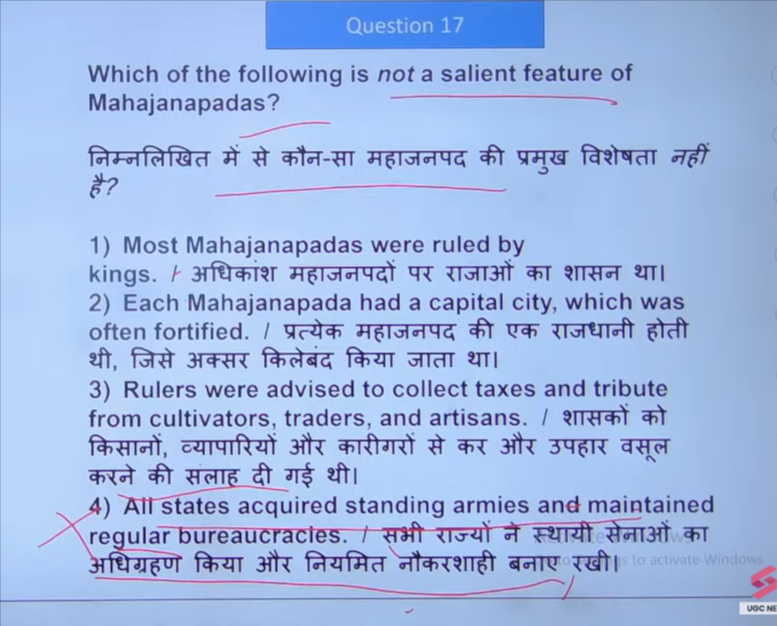 Question 17
Which of the following is not a salient feature of
Mahajanapadas?
निम्नलिखित में से कौन-सा महाजनपद की प्रमुख विशेषता नहीं
है?
1) Most Mahajanapadas were ruled by
kings. / अधिकांश महाजनपदों पर राजाओं का शासन था।
2) Each Mahajanapada had a capital city, which was
often fortified. / प्रत्येक महाजनपद की एक राजधानी होती
थी, जिसे अक्सर किलेबंद किया जाता था।
3) Rulers were advised to collect taxes and tribute
from cultivators, traders, and artisans. / शासकों को
किसानों, व्यापारियों और कारीगरों से कर और उपहार वसूल
करने की सलाह दी गई थी।
4) All states acquired standing armies and maintained
regular bureaucracies. / सभी राज्यों ने स्थायी सेनाओं का
अधिग्रहण किया और नियमित नौकरशाही बनाए रखी।
to activate Windows
UGC NE